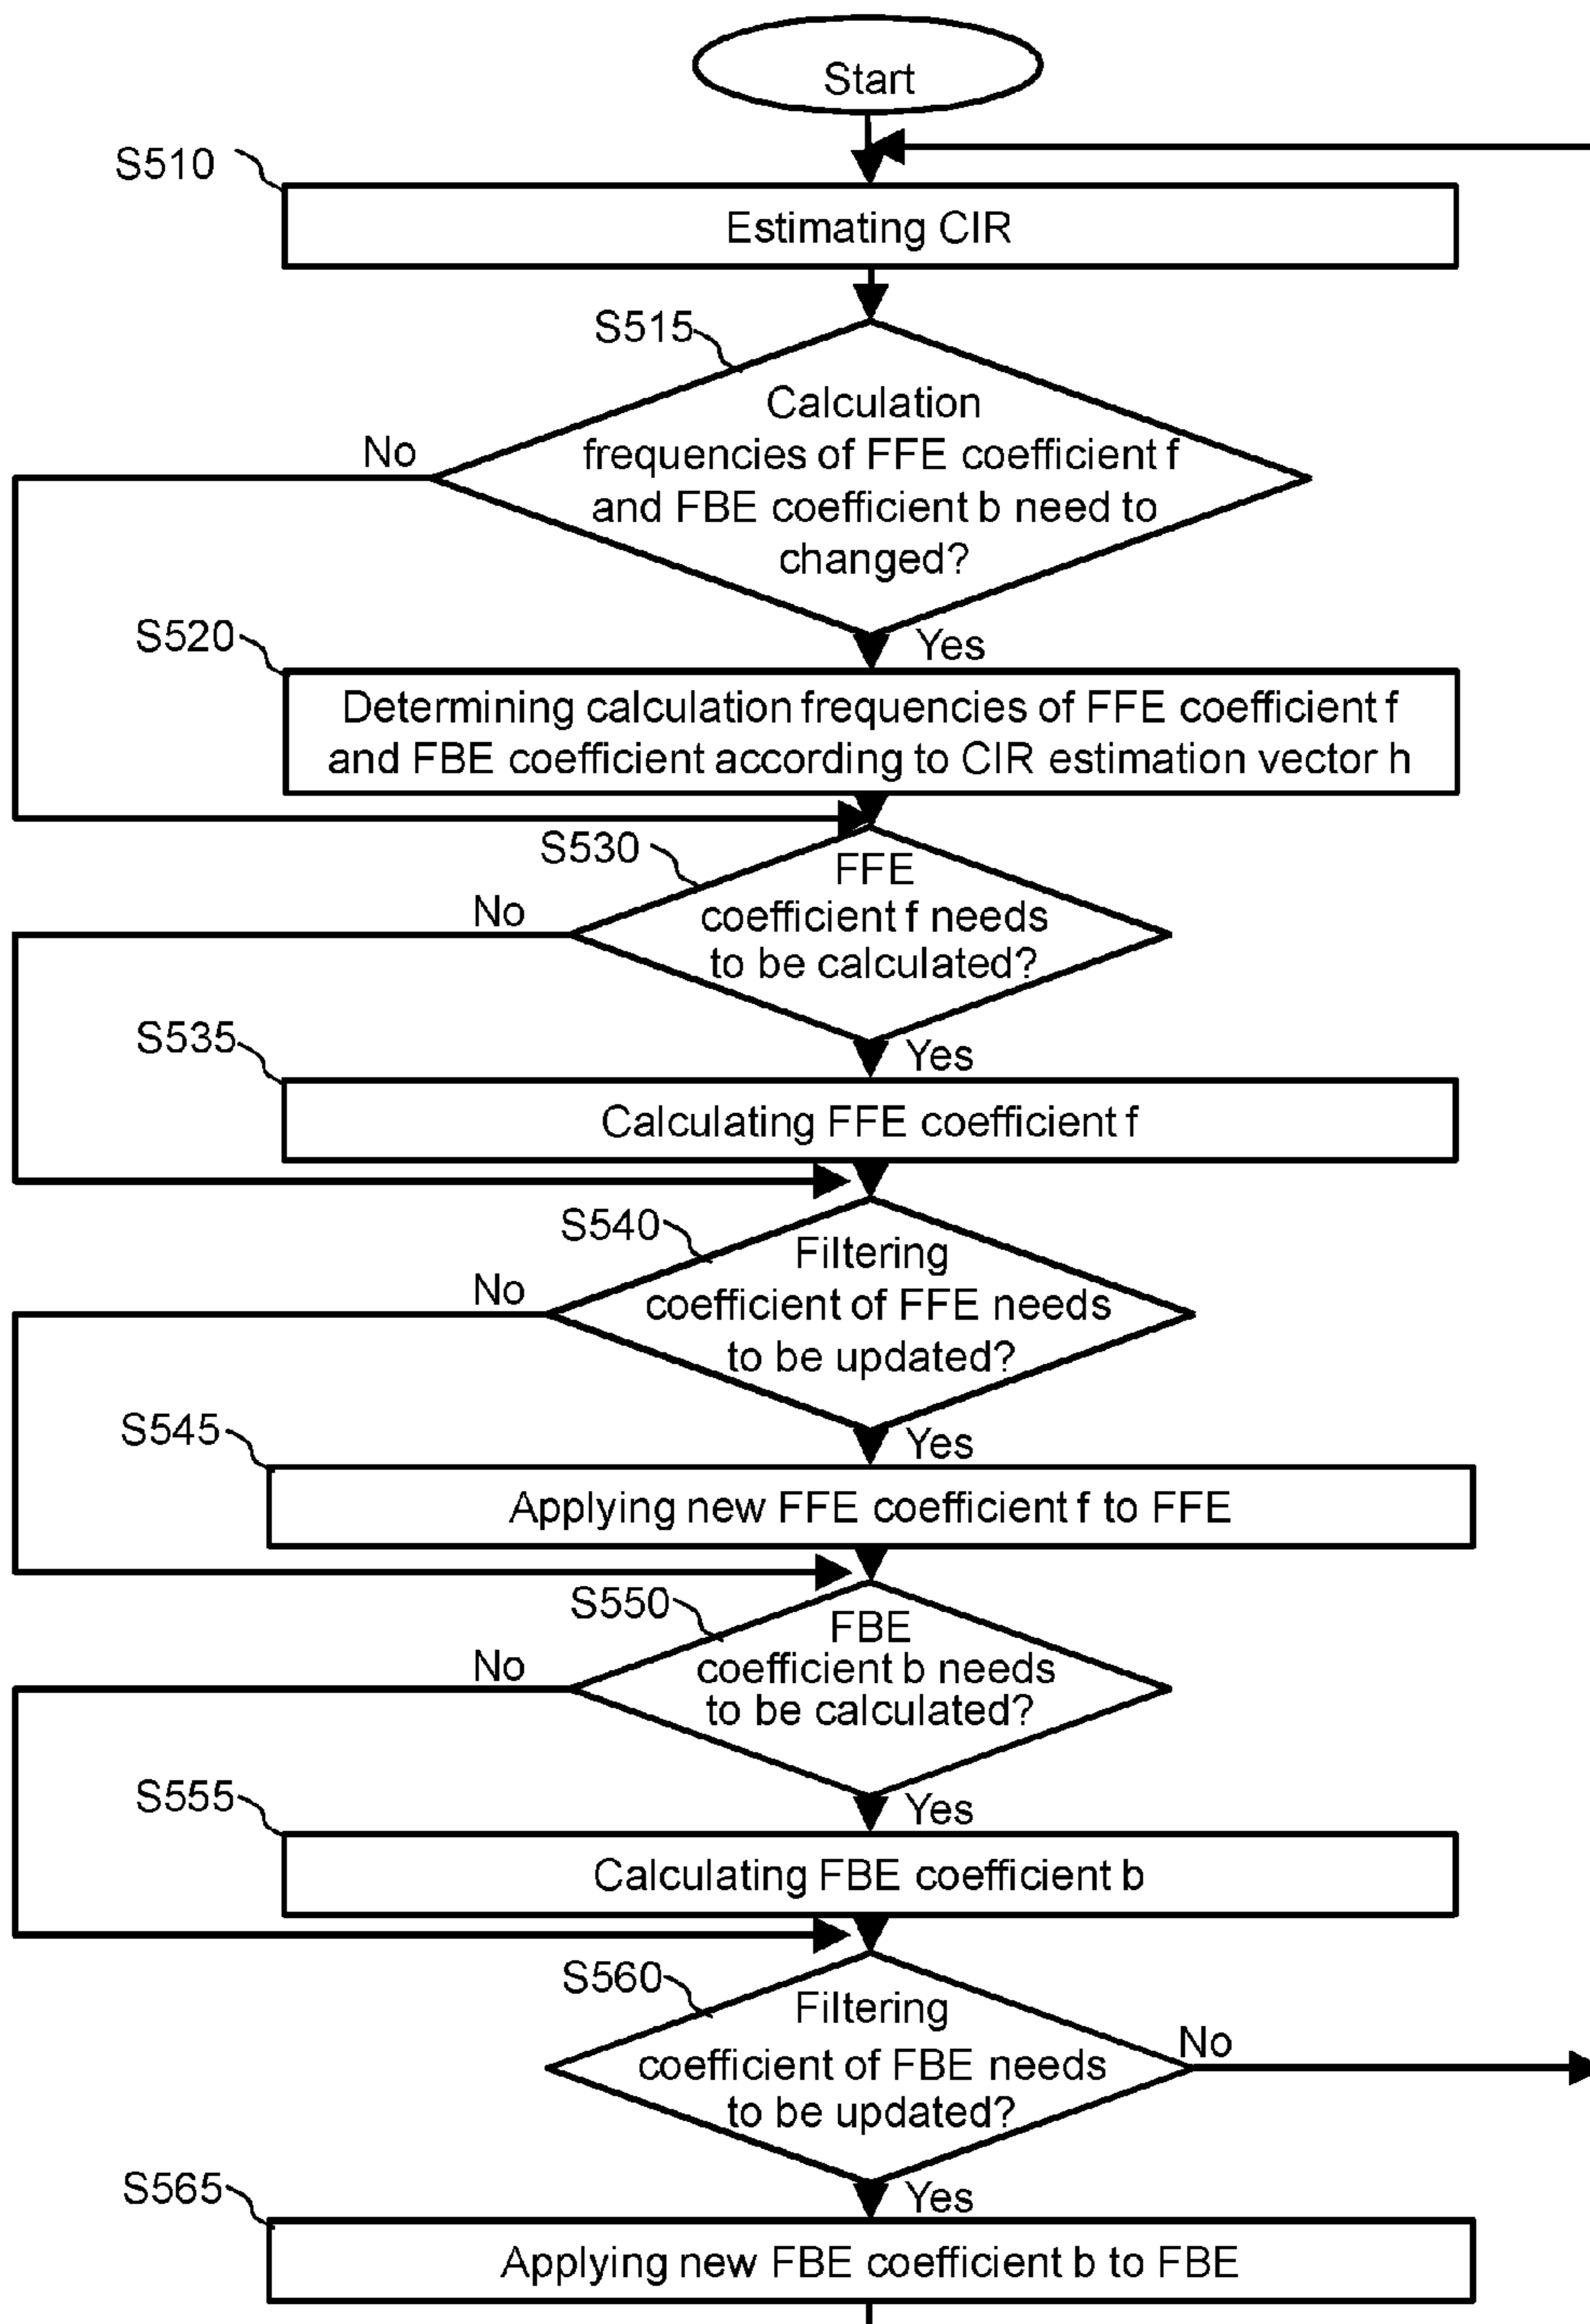 Start
S510
Estimating CIR
S515
Calculation
frequencies of FFE coefficient f
and FBE coefficient b need to
changed?
No
Yes
S520
Determining calculation frequencies of FFE coefficient f
and FBE coefficient according to CIR estimation vector h
S530
FFE
coefficient f needs
to be calculated?
No
Yes
S535
Calculating FFE coefficient f
S540
Filtering
coefficient of FFE needs
to be updated?
No
Yes
S545
Applying new FFE coefficient f to FFE
S550
FBE
coefficient b needs
to be calculated?
No
Yes
S555
Calculating FBE coefficient b
S560
Filtering
coefficient of FBE needs
to be updated?
No
Yes
S565
Applying new FBE coefficient b to FBE